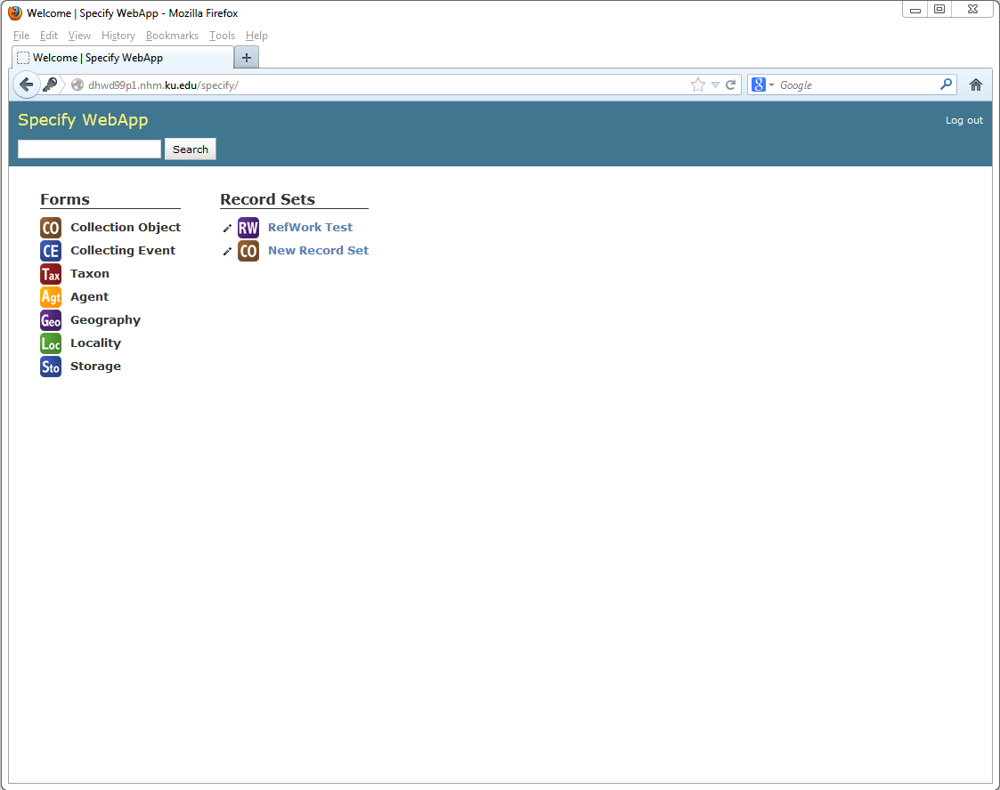 Welcome | Specify WebApp - Mozilla Firefox
File Edit View History Bookmarks Tools Help
Welcome | Specify WebApp
dhwd99p1.nhm.ku.edu/specify/
8 Google
Specify WebApp
Log out
Search
Forms
CO Collection Object
CE Collecting Event
Tax Taxon
Agt Agent
Geo Geography
Loc Locality
Sto Storage
Record Sets
RW RefWork Test
CO New Record Set